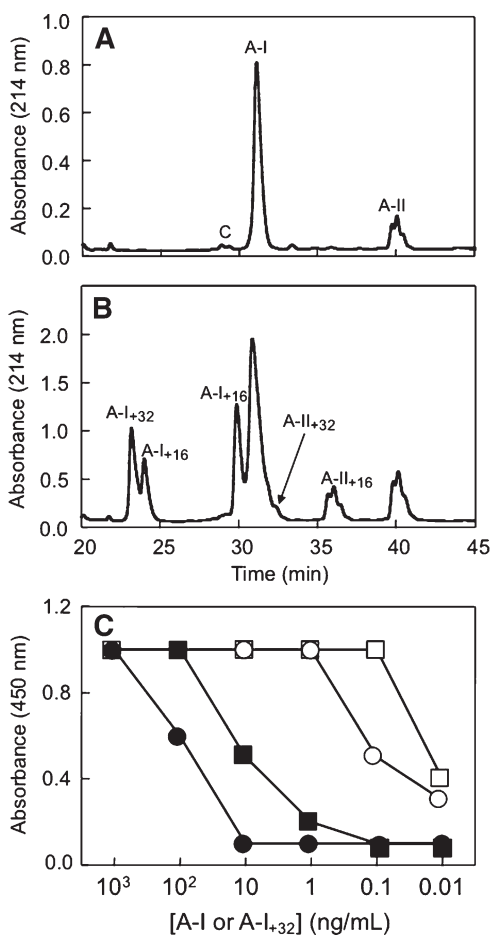 A
Absorbance (214 nm)
1.0
0.8
0.6
0.4
0.2
0.0
A-I
C
A-II
B
Absorbance (214 nm)
2.0
1.5
1.0
0.5
0.0
A-I+32
A-I+16
A-I+16
A-II+32
A-II+16
20 25 30 35 40 45
Time (min)
C
Absorbance (450 nm)
1.2
0.8
0.4
0.0
10³ 10² 10 1 0.1 0.01
[A-I or A-I+32] (ng/mL)